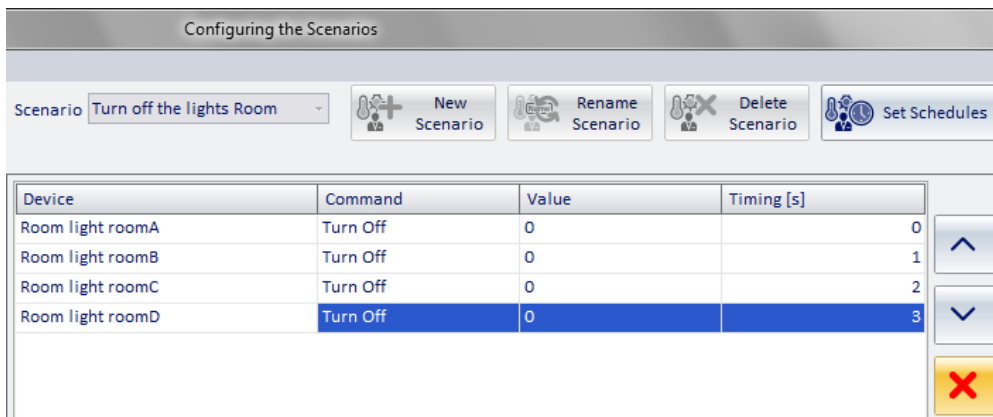 Configuring the Scenarios
Scenario Turn off the lights Room New Scenario Rename Scenario Delete Scenario Set Schedules
Device Command Value Timing [s]
Room light roomA Turn Off 0 0
Room light roomB Turn Off 0 1
Room light roomC Turn Off 0 2
Room light roomD Turn Off 0 3